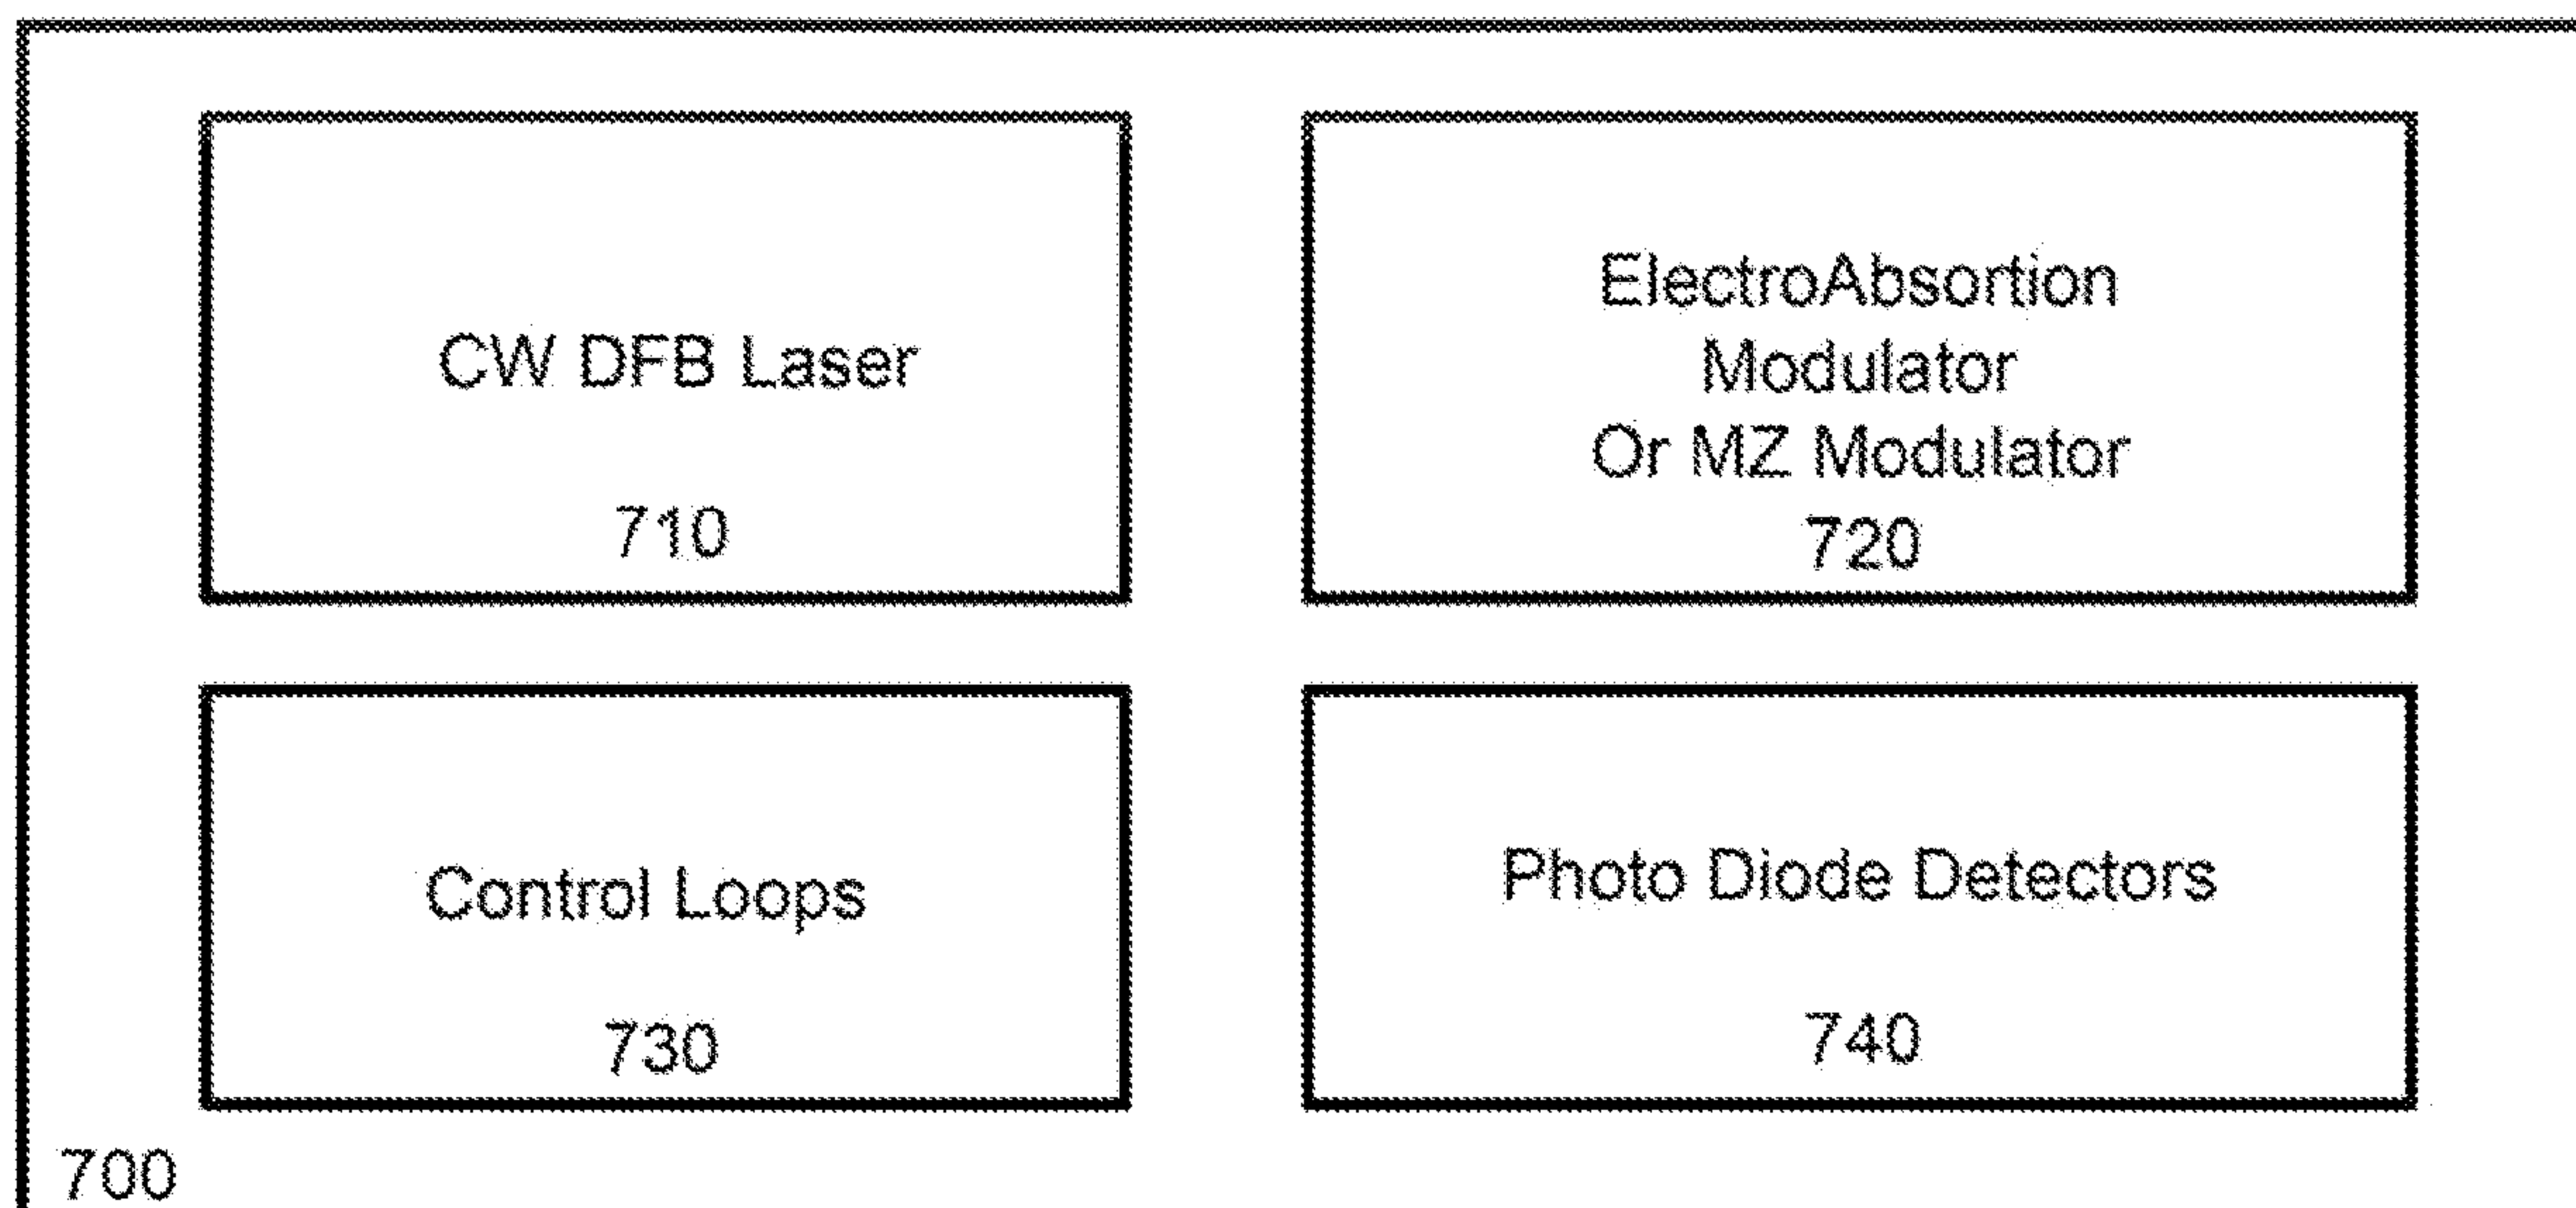 CW DFB Laser
710
ElectroAbsortion
Modulator
Or MZ Modulator
720
Control Loops
730
Photo Diode Detectors
740
700